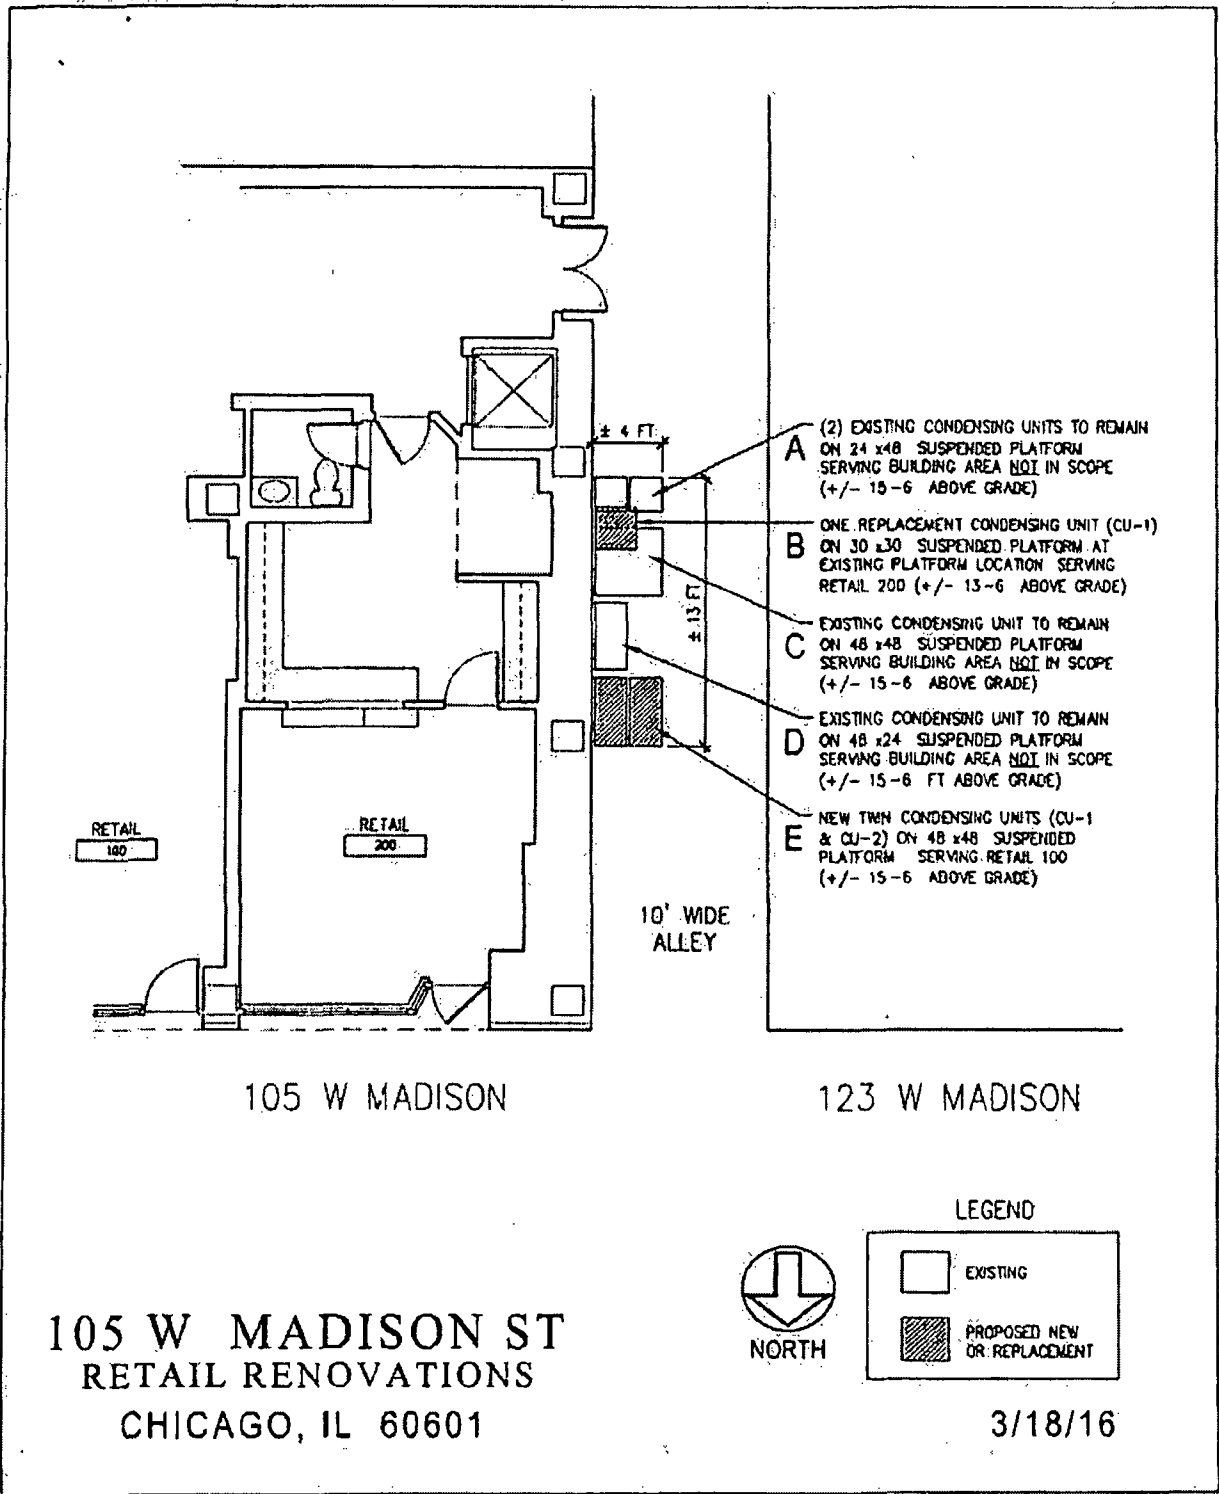 ± 4 FT
± 13 FT
A
(2) EXISTING CONDENSING UNITS TO REMAIN
ON 24 x48 SUSPENDED PLATFORM
SERVING BUILDING AREA NOT IN SCOPE
(+/- 15-6 ABOVE GRADE)
B
ONE REPLACEMENT CONDENSING UNIT (CU-1)
ON 30 x30 SUSPENDED PLATFORM AT
EXISTING PLATFORM LOCATION SERVING
RETAIL 200 (+/- 13-6 ABOVE GRADE)
C
EXISTING CONDENSING UNIT TO REMAIN
ON 48 x48 SUSPENDED PLATFORM
SERVING BUILDING AREA NOT IN SCOPE
(+/- 15-6 ABOVE GRADE)
D
EXISTING CONDENSING UNIT TO REMAIN
ON 48 x24 SUSPENDED PLATFORM
SERVING BUILDING AREA NOT IN SCOPE
(+/- 15-6 FT ABOVE GRADE)
E
NEW TWIN CONDENSING UNITS (CU-1
& CU-2) ON 48 x48 SUSPENDED
PLATFORM SERVING RETAIL 100
(+/- 15-6 ABOVE GRADE)
RETAIL
100
RETAIL
200
10' WIDE
ALLEY
105 W MADISON
123 W MADISON
LEGEND
EXISTING
PROPOSED NEW
OR REPLACEMENT
NORTH
105 W MADISON ST
RETAIL RENOVATIONS
CHICAGO, IL 60601
3/18/16